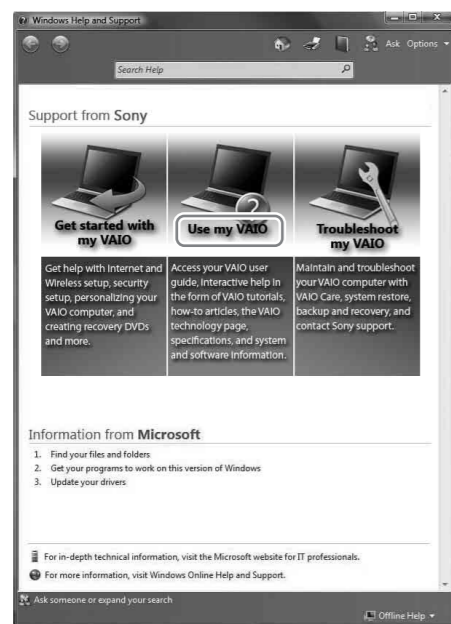 Windows Help and Support
Ask Options
Search Help
Support from Sony
Get started with
my VAIO
Get help with Internet and
Wireless setup, security
setup, personalizing your
VAIO computer, and
creating recovery DVDs
and more.
Use my VAIO
Access your VAIO user
guide, Interactive help in
the form of VAIO tutorials,
how-to articles, the VAIO
technology page,
specifications, and system
and software information.
Troubleshoot
my VAIO
Maintain and troubleshoot
your VAIO computer with
VAIO Care, system restore,
backup and recovery, and
contact Sony support.
Information from Microsoft
1. Find your files and folders
2. Get your programs to work on this version of Windows
3. Update your drivers
For in-depth technical information, visit the Microsoft website for IT professionals.
For more information, visit Windows Online Help and Support.
Ask someone or expand your search
Offline Help